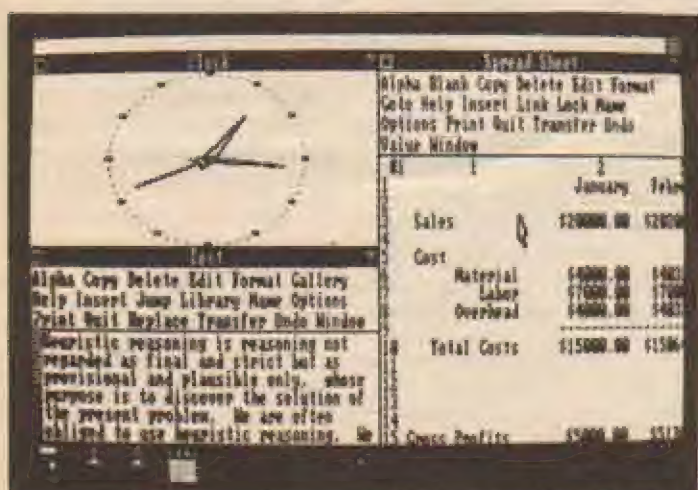 Clock
Word
Alpha Copy Delete Edit Format Gallery
Help Insert Jump Library Name Options
Print Quit Replace Transfer Undo Window
Heuristic reasoning is reasoning not
regarded as final and strict but as
provisional and plausible only, whose
purpose is to discover the solution of
the present problem. We are often
obliged to use heuristic reasoning. We
Spread Sheet
Alpha Blank Copy Delete Edit Format
Goto Help Insert Link Lock Name
Options Print Quit Transfer Undo
Value Window
#1 1 2
January
Sales $20000.00
Cost
Material $4000.00
Labor $7000.00
Overhead $4000.00
Total Costs $15000.00
15 Gross Profits $5000.00